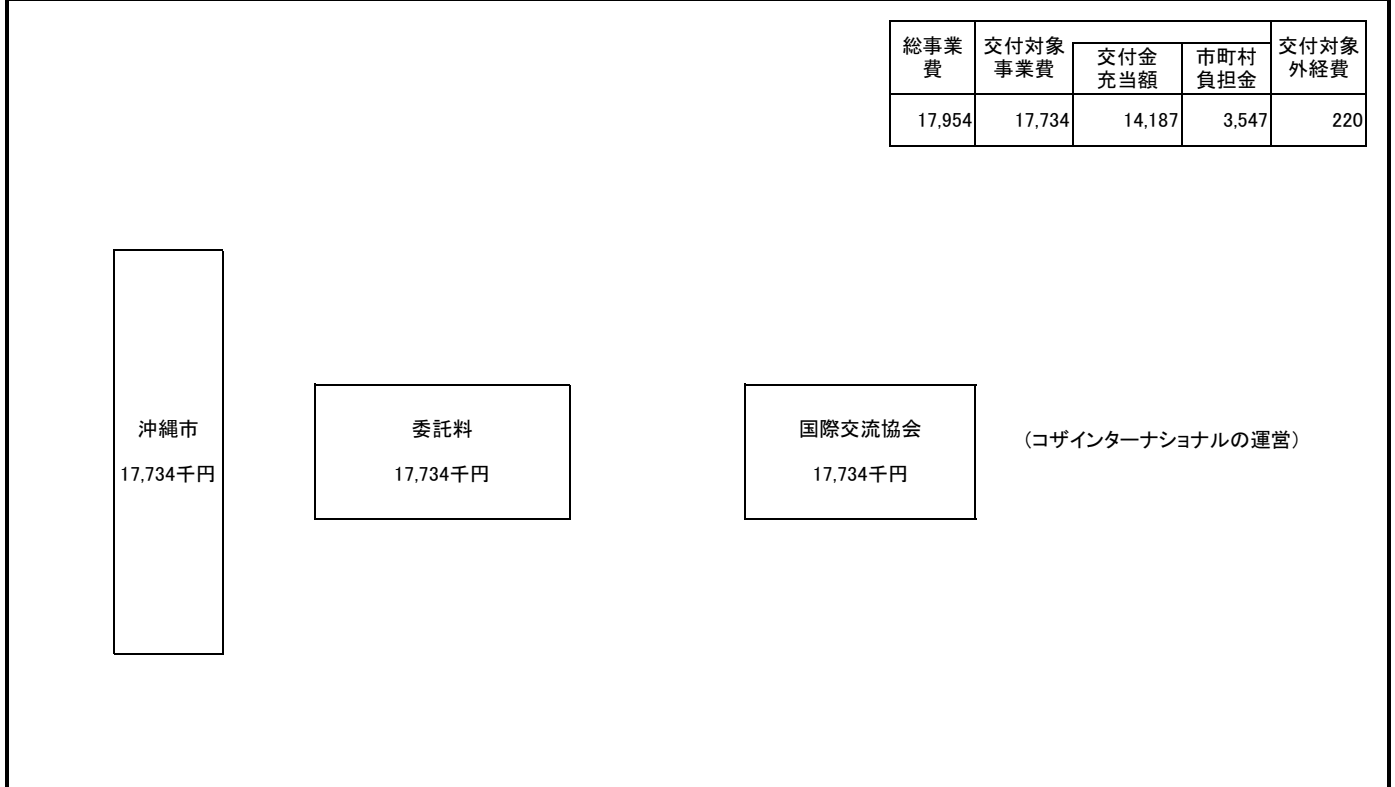 総事業
費
交付対象
事業費
交付金
充当額
市町村
負担金
交付対象
外経費
17,954
17,734
14,187
3,547
220
沖縄市
17,734千円
委託料
17,734千円
国際交流協会
17,734千円
(コザインターナショナルの運営)